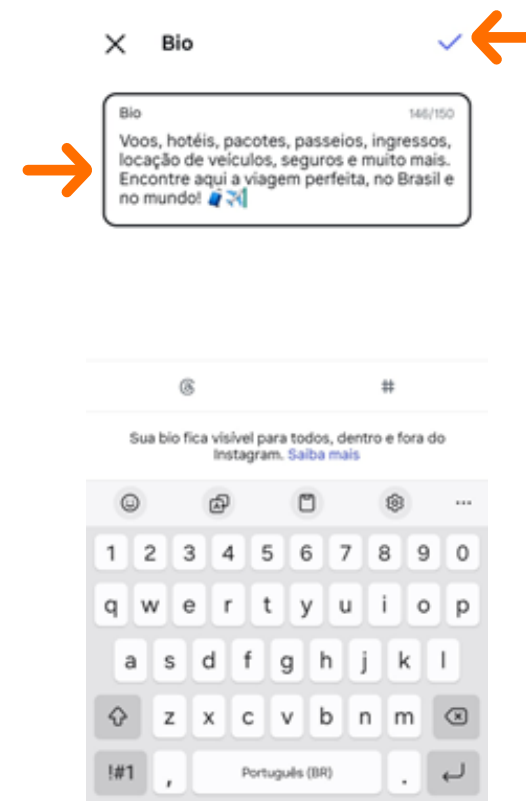 Bio
Bio 146/150
Voos, hotéis, pacotes, passeios, ingressos,
locação de veículos, seguros e muito mais.
Encontre aqui a viagem perfeita, no Brasil e
no mundo! 🧳✈️
#
Sua bio fica visível para todos, dentro e fora do
Instagram. Saiba mais
1 2 3 4 5 6 7 8 9 0
q w e r t y u i o p
a s d f g h j k l
z x c v b n m
!#1 , Português (BR) .